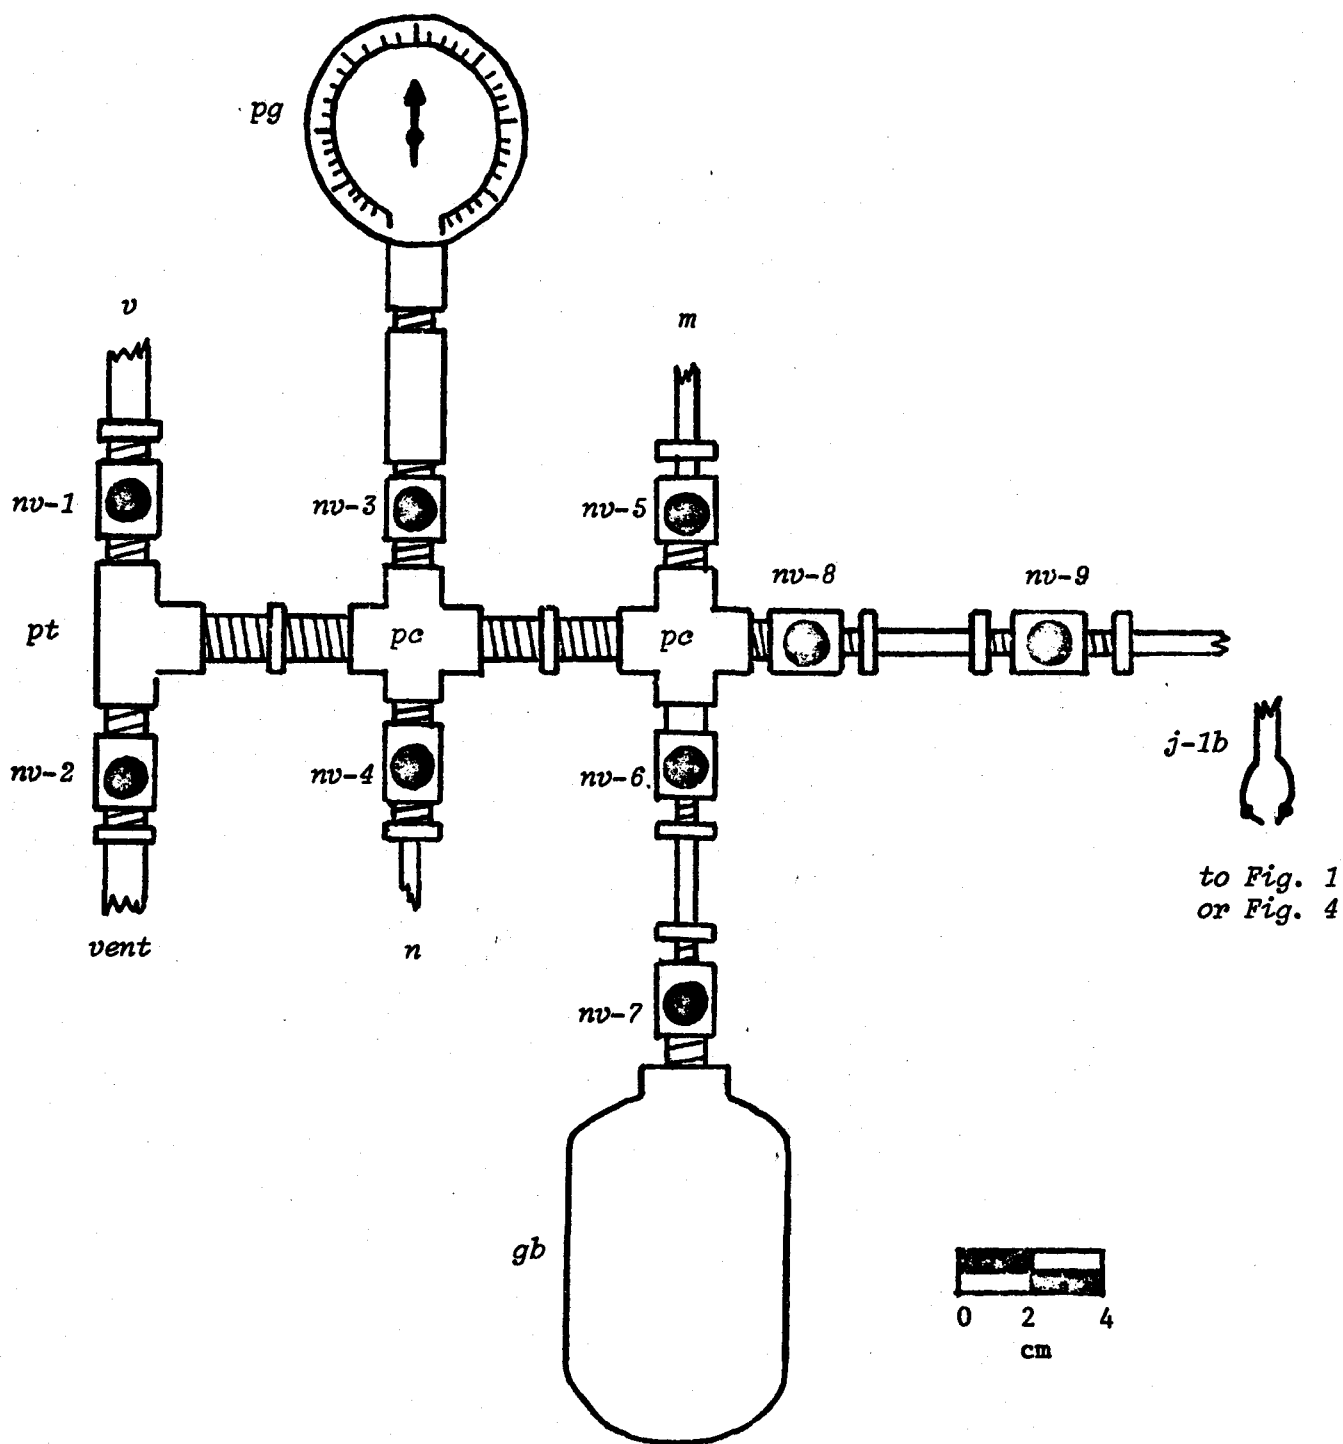 pg
v
m
nv-1
nv-3
nv-5
nv-8
nv-9
pt
pc
pc
j-1b
nv-2
nv-4
nv-6
to Fig. 1
or Fig. 4
vent
n
nv-7
gb
0 2 4
cm